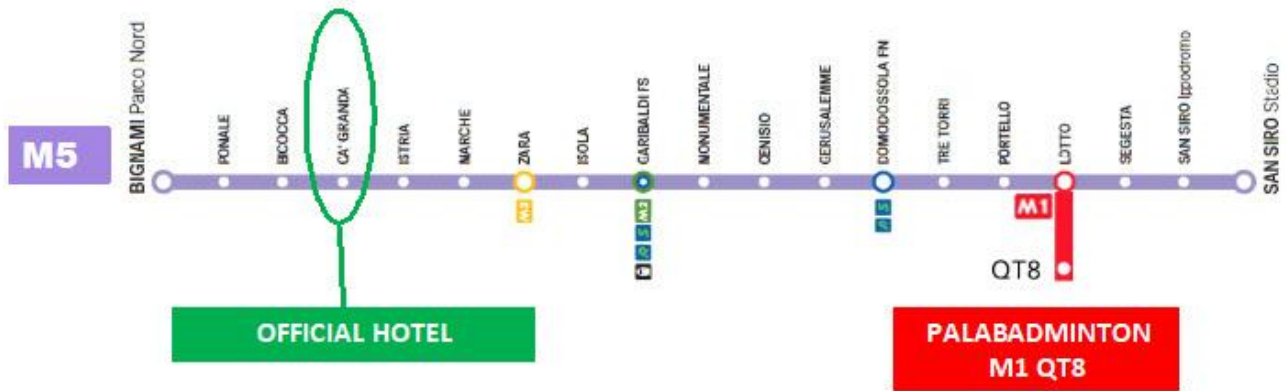 M5
BIGNAMI Parco Nord
PONALE
BICOCCA
CA' GRANDA
ISTRIA
MARCHE
ZARA
M3
ISOLA
GARIBALDI FS
R S M2
MONUMENTALE
CENISIO
GERUSALEMME
DOMODOSSOLA FN
R S
TRE TORRI
PORTELLO
LOTTO
M1
QT8
SEGESTA
SAN SIRO Ippodromo
SAN SIRO Stadio
OFFICIAL HOTEL
PALABADMINTON
M1 QT8